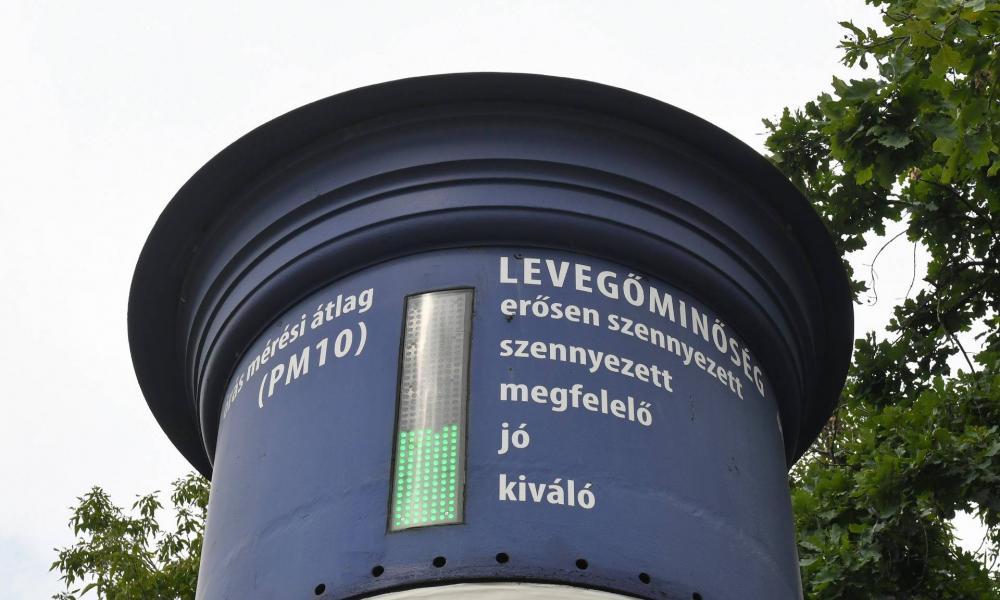 mérési átlag
(PM10)
LEVEGŐMINŐSÉG
erősen szennyezett
szennyezett
megfelelő
jó
kiváló